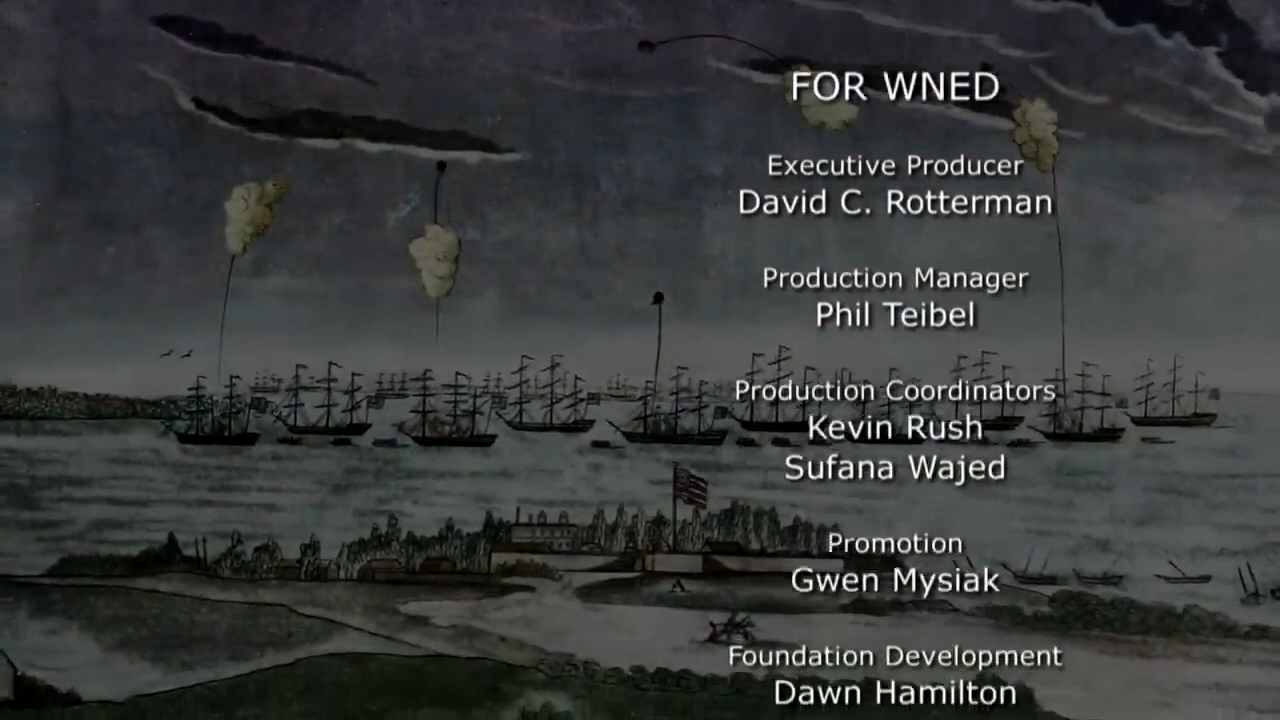 FOR WNED
Executive Producer
David C. Rotterman
Production Manager
Phil Teibel
Production Coordinators
Kevin Rush
Sufana Wajed
Promotion
Gwen Mysiak
A
Foundation Development
Dawn Hamilton